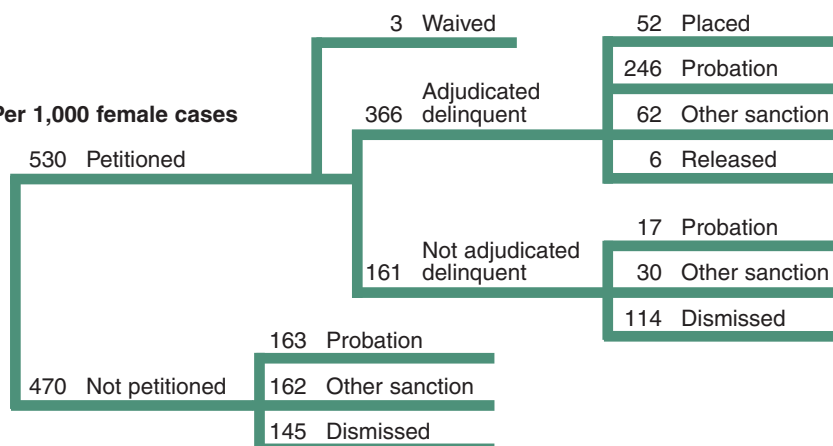 3 Waived
52 Placed
246 Probation
Adjudicated
366 delinquent
62 Other sanction
Per 1,000 female cases
530 Petitioned
6 Released
17 Probation
Not adjudicated
161 delinquent
30 Other sanction
114 Dismissed
163 Probation
470 Not petitioned
162 Other sanction
145 Dismissed